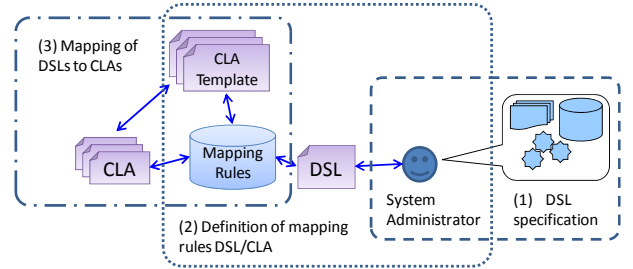 (3) Mapping of
DSLs to CLAs
CLA
Template
CLA
Mapping
Rules
DSL
System
Administrator
(1) DSL
specification
(2) Definition of mapping
rules DSL/CLA